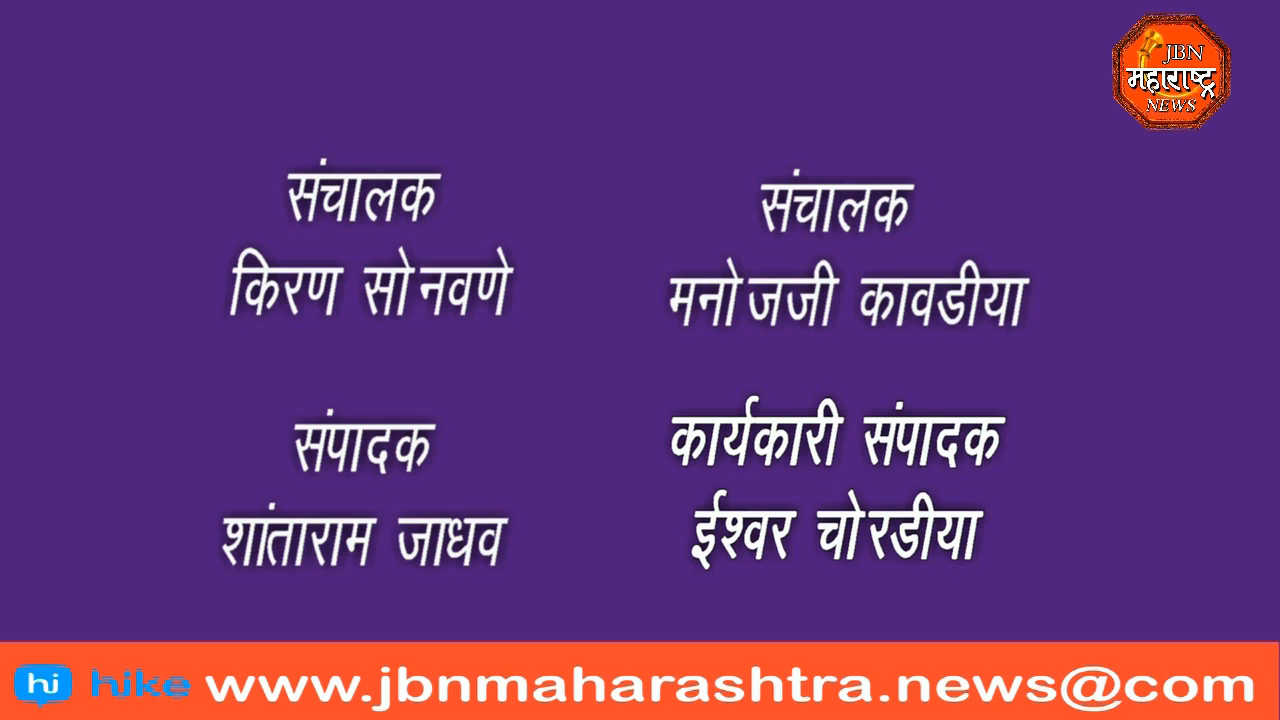 JBN
महाराष्ट्र
NEWS
संचालक
किरण सोनवणे
संचालक
मनोजजी कावडीया
संपादक
शांताराम जाधव
कार्यकारी संपादक
ईश्वर चोरडीया
hi hike www.jbnmaharashtra.news@com